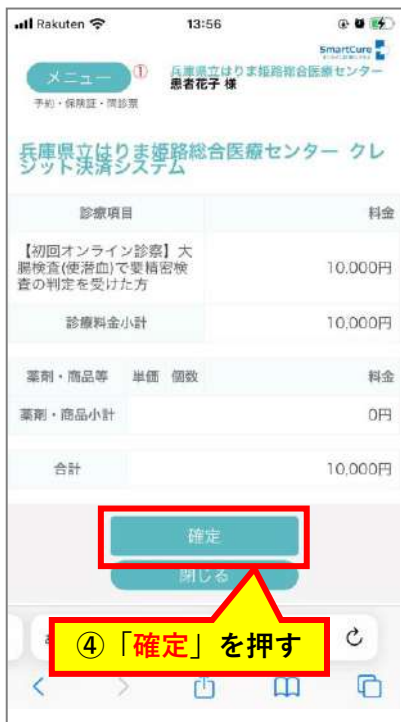 Rakuten 13:56
SmartCure
メニュー ①
兵庫県立はりま姫路総合医療センター
患者花子 様
予約・保険証・問診票
兵庫県立はりま姫路総合医療センター クレ
ジット決済システム
診療項目 料金
【初回オンライン診察】大
腸検査(便潜血)で要精密検
査の判定を受けた方
10,000円
診療料金小計 10,000円
薬剤・商品等 単価 個数 料金
薬剤・商品小計 0円
合計 10,000円
確定
閉じる
④「確定」を押す